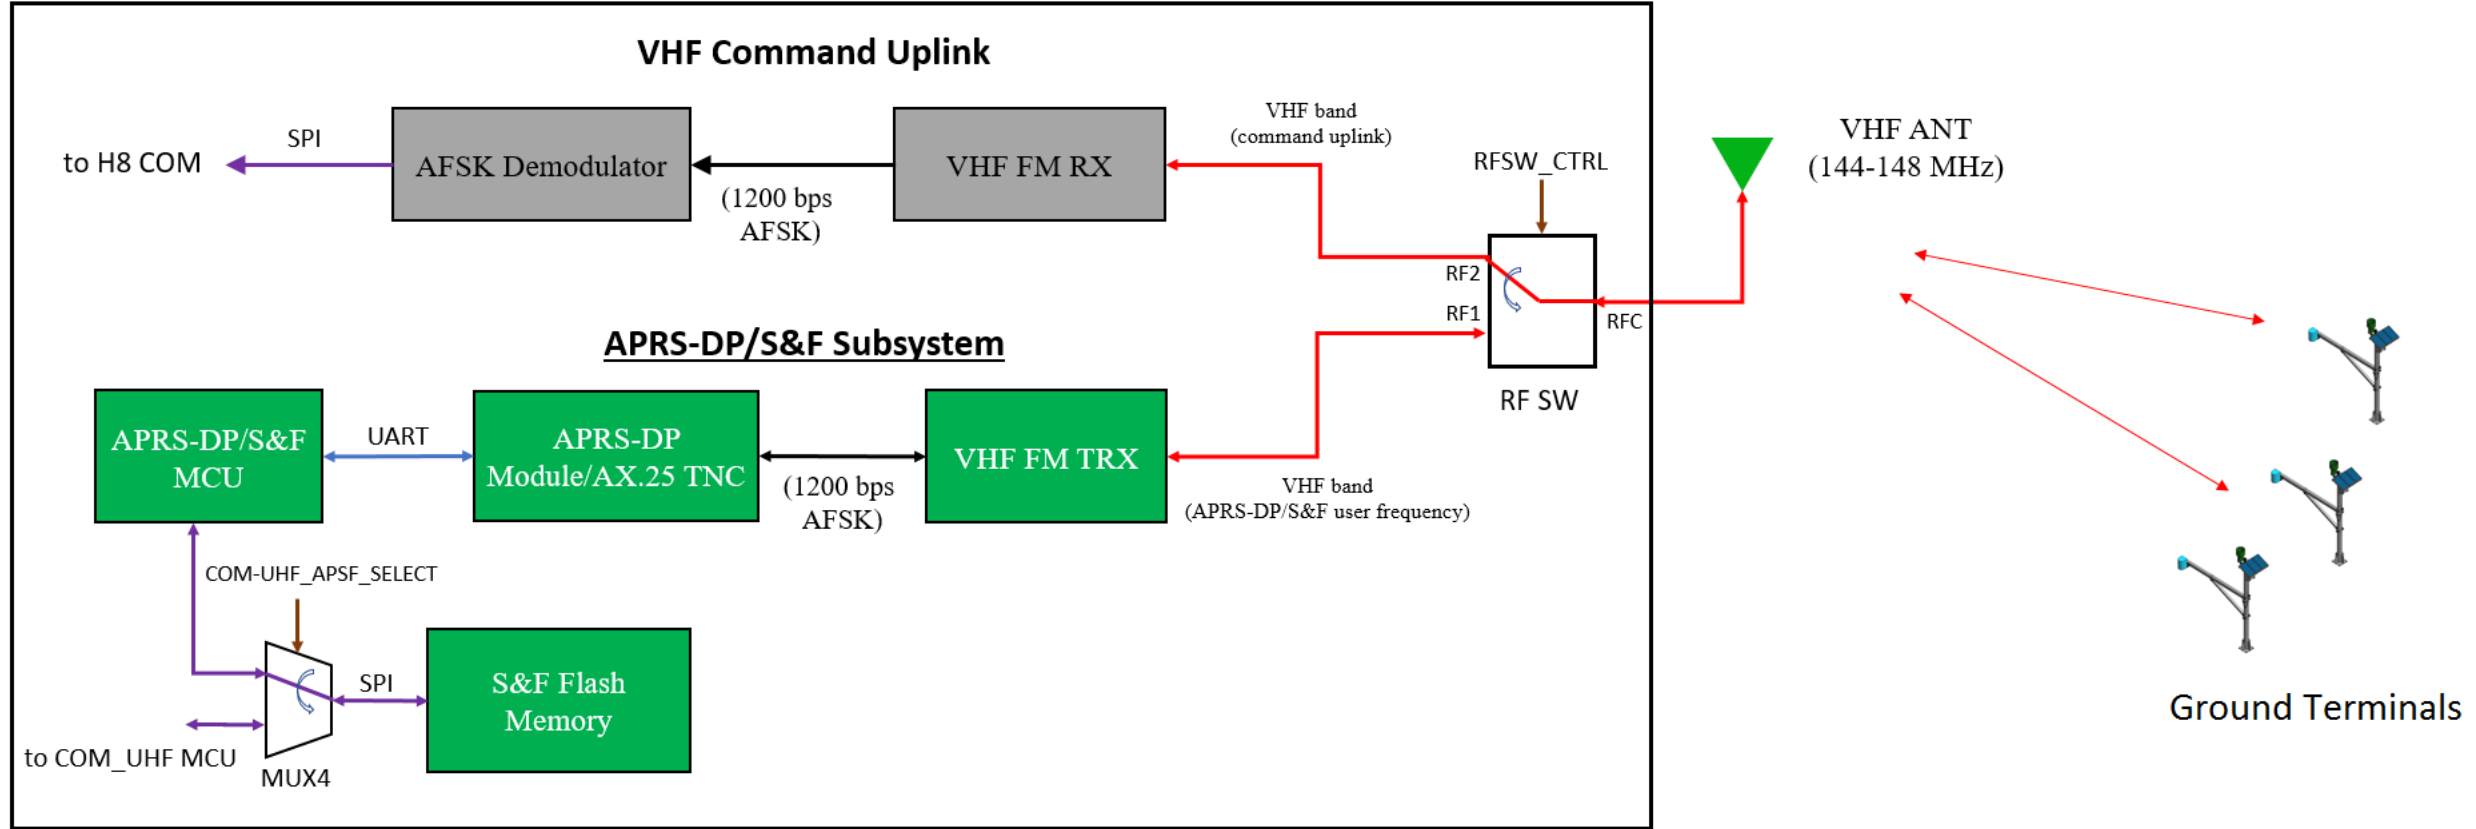 VHF Command Uplink
to H8 COM
SPI
AFSK Demodulator
(1200 bps
AFSK)
VHF FM RX
VHF band
(command uplink)
RFSW_CTRL
RF2
RF1
RFC
RF SW
VHF ANT
(144-148 MHz)
APRS-DP/S&F Subsystem
APRS-DP/S&F
MCU
UART
APRS-DP
Module/AX.25 TNC
(1200 bps
AFSK)
VHF FM TRX
VHF band
(APRS-DP/S&F user frequency)
COM-UHF_APSF_SELECT
SPI
S&F Flash
Memory
to COM_UHF MCU
MUX4
Ground Terminals